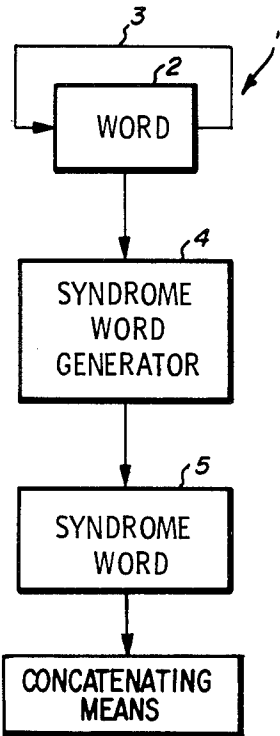 3
2
1
WORD
4
SYNDROME
WORD
GENERATOR
5
SYNDROME
WORD
CONCATENATING
MEANS